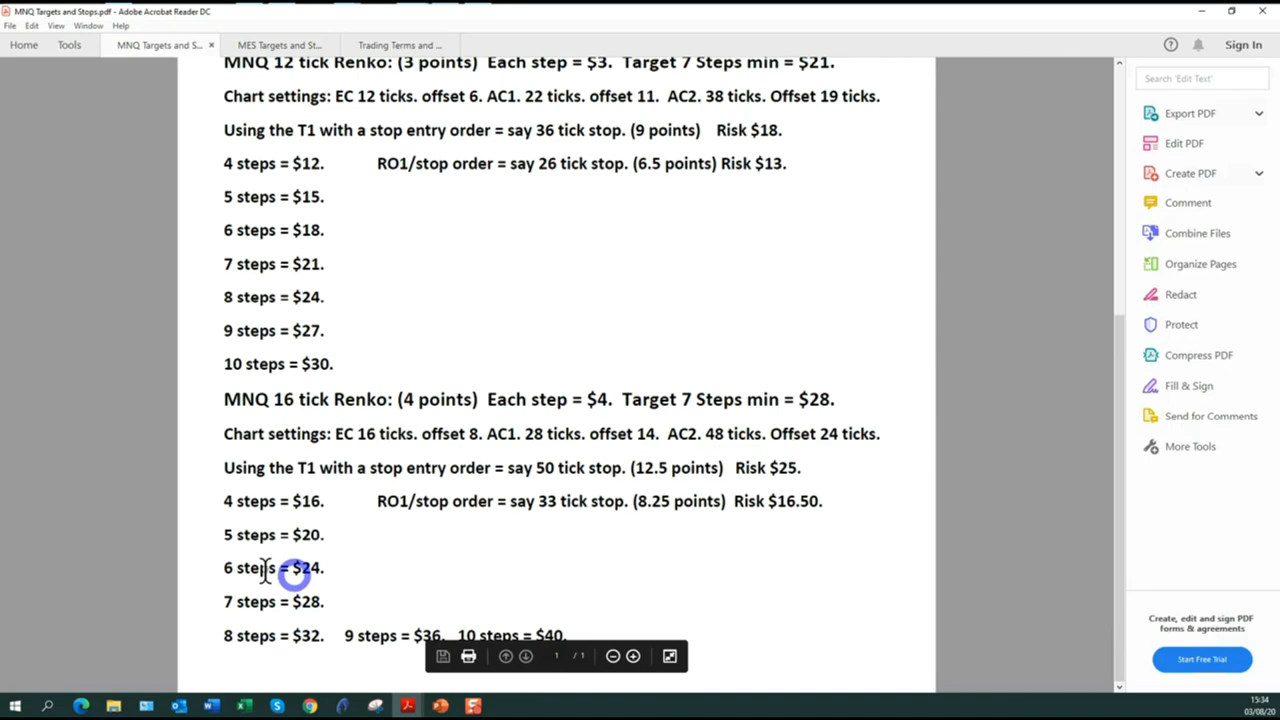 MNQ Targets and Stops.pdf - Adobe Acrobat Reader DC
File Edit View Window Help
Home Tools MNQ Targets and S... × MES Targets and St... Trading Terms and ... Sign In
MNQ 12 tick Renko: (3 points) Each step = $3. Target 7 Steps min = $21.
Chart settings: EC 12 ticks. offset 6. AC1. 22 ticks. offset 11. AC2. 38 ticks. Offset 19 ticks.
Using the T1 with a stop entry order = say 36 tick stop. (9 points) Risk $18.
4 steps = $12. RO1/stop order = say 26 tick stop. (6.5 points) Risk $13.
5 steps = $15.
6 steps = $18.
7 steps = $21.
8 steps = $24.
9 steps = $27.
10 steps = $30.
MNQ 16 tick Renko: (4 points) Each step = $4. Target 7 Steps min = $28.
Chart settings: EC 16 ticks. offset 8. AC1. 28 ticks. offset 14. AC2. 48 ticks. Offset 24 ticks.
Using the T1 with a stop entry order = say 50 tick stop. (12.5 points) Risk $25.
4 steps = $16. RO1/stop order = say 33 tick stop. (8.25 points) Risk $16.50.
5 steps = $20.
6 steps = $24.
7 steps = $28.
8 steps = $32. 9 steps = $36. 10 steps = $40.
1 / 1
Search 'Edit Text'
Export PDF
Edit PDF
Create PDF
Comment
Combine Files
Organize Pages
Redact
Protect
Compress PDF
Fill & Sign
Send for Comments
More Tools
Create, edit and sign PDF
forms & agreements
Start Free Trial
15:34
03/08/20